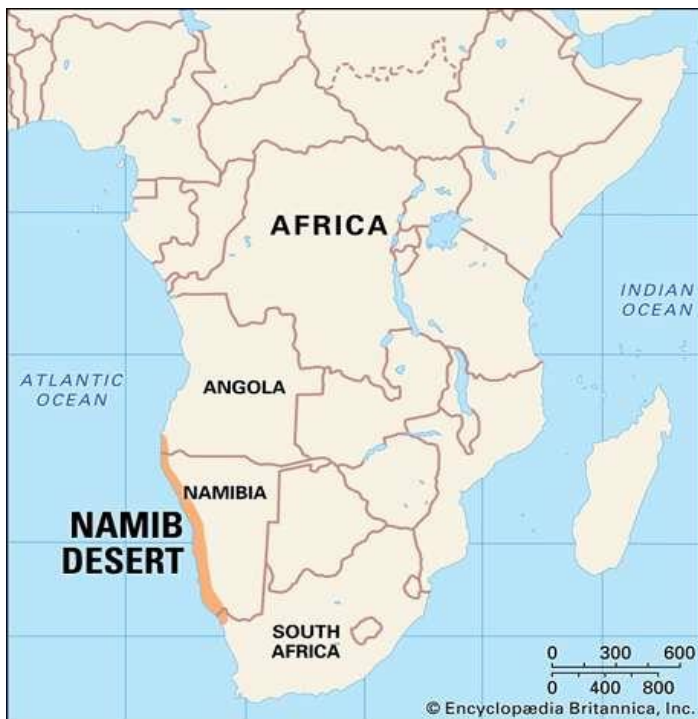 AFRICA
INDIAN
OCEAN
ATLANTIC
OCEAN
ANGOLA
NAMIBIA
NAMIB
DESERT
SOUTH
AFRICA
0 300 600
0 400 800
© Encyclopædia Britannica, Inc.